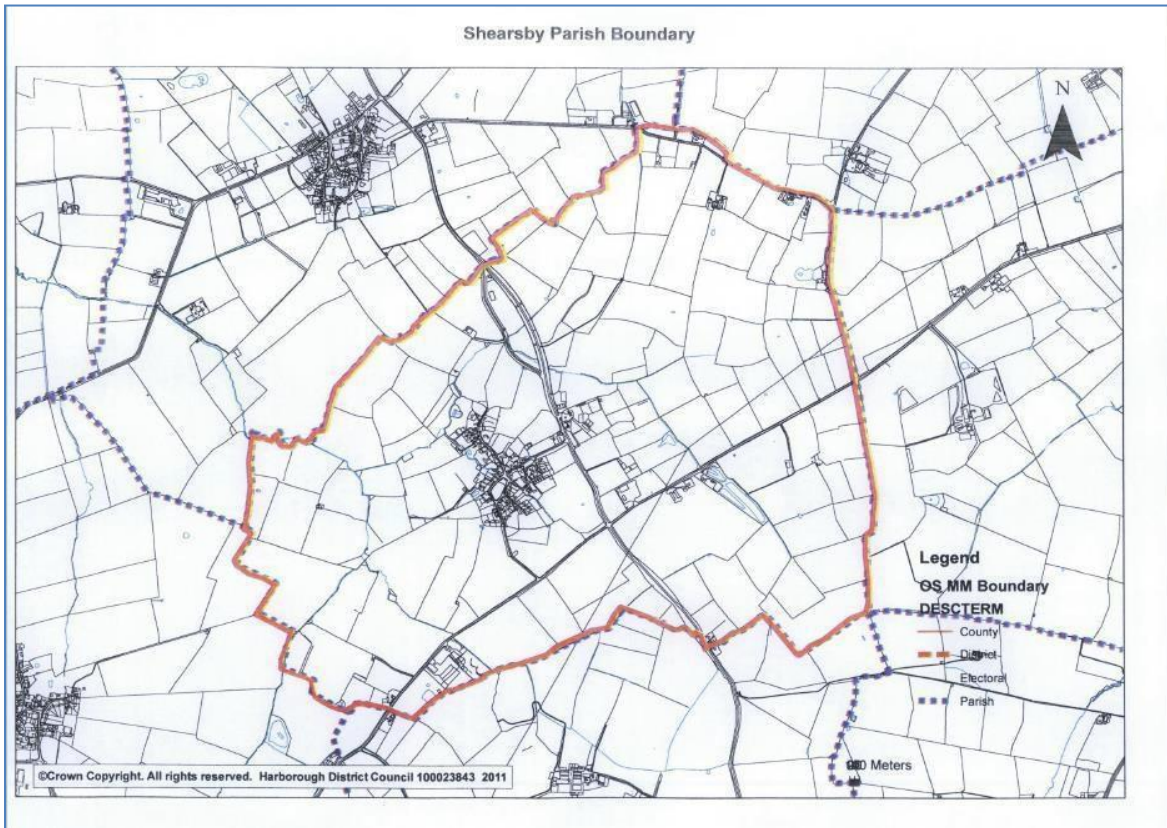 Shearsby Parish Boundary
N
Legend
OS MM Boundary
DESCTERM
County
District
Electoral
Parish
Meters
©Crown Copyright. All rights reserved. Harborough District Council 100023843 2011